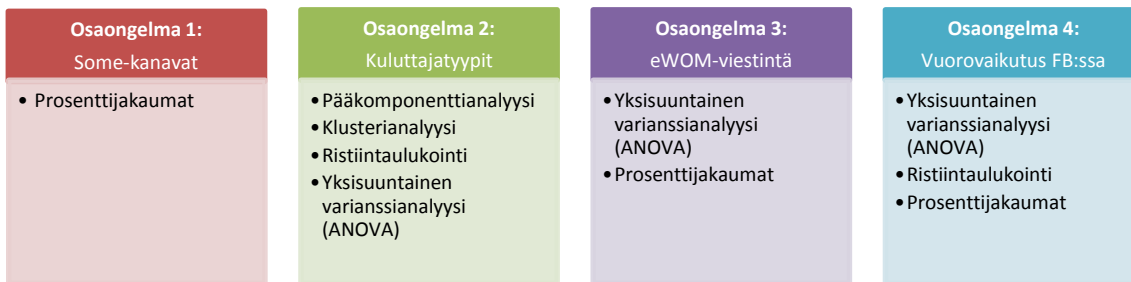 Osaongelma 1:
Some-kanavat
• Prosenttijakaumat
Osaongelma 2:
Kuluttajatyypit
• Pääkomponenttianalyysi
• Klusterianalyysi
• Ristiintaulukointi
• Yksisuuntainen
varianssianalyysi
(ANOVA)
Osaongelma 3:
eWOM-viestintä
• Yksisuuntainen
varianssianalyysi
(ANOVA)
• Prosenttijakaumat
Osaongelma 4:
Vuorovaikutus FB:ssa
• Yksisuuntainen
varianssianalyysi
(ANOVA)
• Ristiintaulukointi
• Prosenttijakaumat